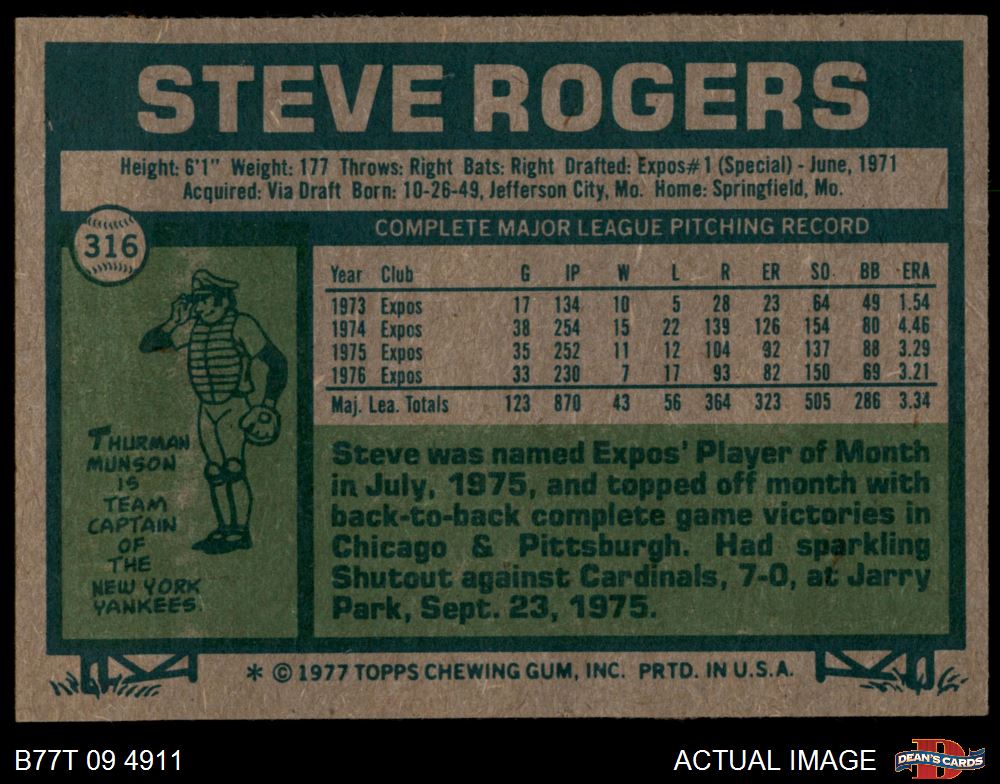 STEVE ROGERS
Height: 6'1" Weight: 177 Throws: Right Bats: Right Drafted: Expos#1 (Special) - June, 1971
Acquired: Via Draft Born: 10-26-49, Jefferson City, Mo. Home: Springfield, Mo.
316
COMPLETE MAJOR LEAGUE PITCHING RECORD
Year Club G IP W L R ER SO BB ERA
1973 Expos 17 134 10 5 28 23 64 49 1.54
1974 Expos 38 254 15 22 139 126 154 80 4.46
1975 Expos 35 252 11 12 104 92 137 88 3.29
1976 Expos 33 230 7 17 93 82 150 69 3.21
Maj. Lea. Totals 123 870 43 56 364 323 505 286 3.34
THURMAN
MUNSON
IS
TEAM
CAPTAIN
OF
THE
NEW YORK
YANKEES.
Steve was named Expos' Player of Month
in July, 1975, and topped off month with
back-to-back complete game victories in
Chicago & Pittsburgh. Had sparkling
Shutout against Cardinals, 7-0, at Jarry
Park, Sept. 23, 1975.
* © 1977 TOPPS CHEWING GUM, INC. PRTD. IN U.S.A.
B77T 09 4911
ACTUAL IMAGE
DEAN'S CARDS